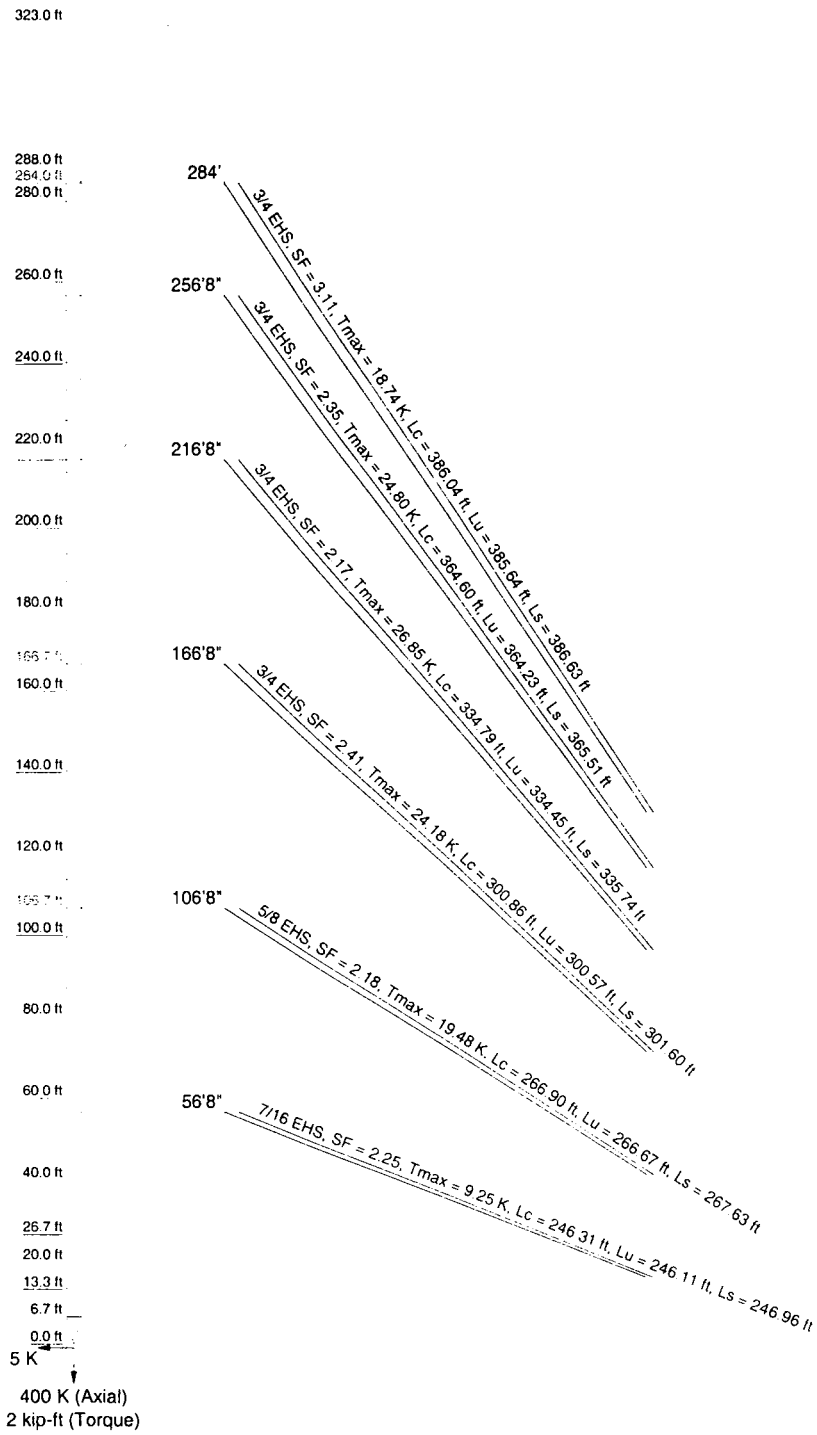 323.0 ft
288.0 ft
284.0 ft
280.0 ft
284'
3/4 EHS, SF = 3.11, Tmax = 18.74 K, Lc = 386.04 ft, Lu = 385.64 ft, Ls = 386.63 ft
260.0 ft
256'8"
3/4 EHS, SF = 2.35, Tmax = 24.80 K, Lc = 364.60 ft, Lu = 364.23 ft, Ls = 365.51 ft
240.0 ft
220.0 ft
216'8"
3/4 EHS, SF = 2.17, Tmax = 26.85 K, Lc = 334.79 ft, Lu = 334.45 ft, Ls = 335.74 ft
200.0 ft
180.0 ft
166.7 ft
166'8"
3/4 EHS, SF = 2.41, Tmax = 24.18 K, Lc = 300.86 ft, Lu = 300.57 ft, Ls = 301.60 ft
160.0 ft
140.0 ft
120.0 ft
106.7 ft
106'8"
5/8 EHS, SF = 2.18, Tmax = 19.48 K, Lc = 266.90 ft, Lu = 266.67 ft, Ls = 267.63 ft
100.0 ft
80.0 ft
60.0 ft
56'8"
7/16 EHS, SF = 2.25, Tmax = 9.25 K, Lc = 246.31 ft, Lu = 246.11 ft, Ls = 246.96 ft
40.0 ft
26.7 ft
20.0 ft
13.3 ft
6.7 ft
0.0 ft
5 K
400 K (Axial)
2 kip-ft (Torque)